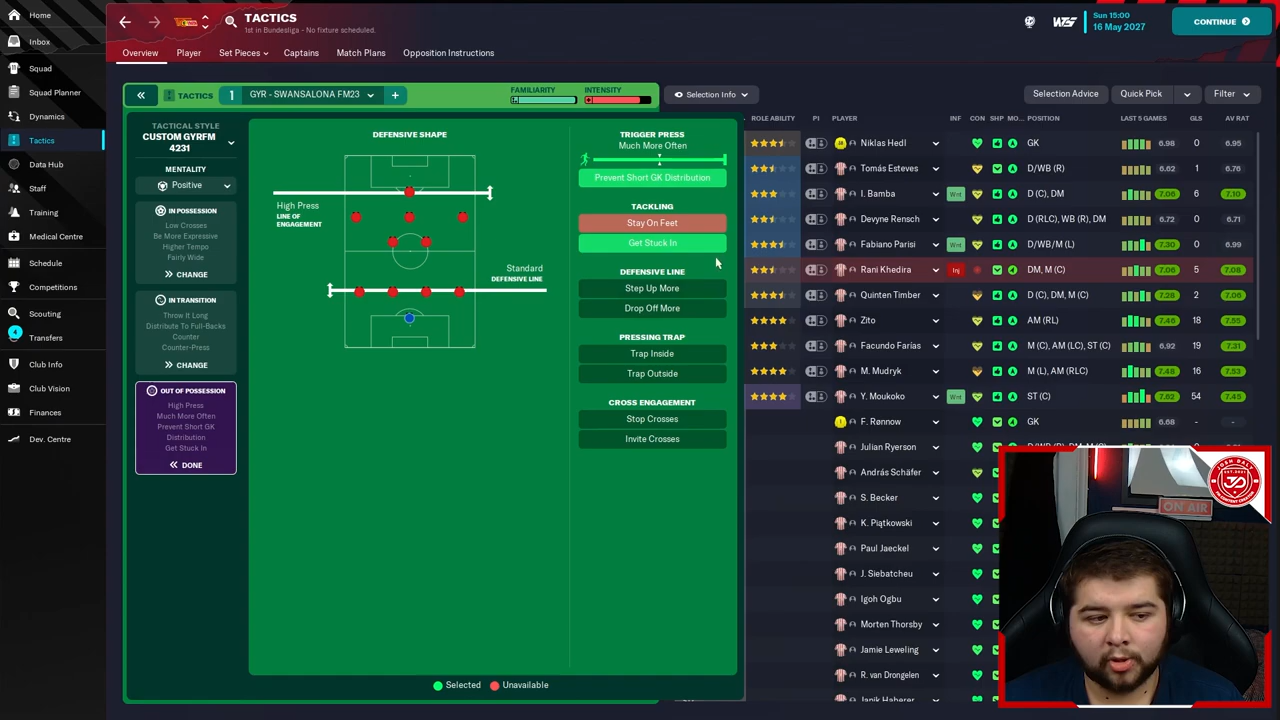 Home
Inbox
Squad
Squad Planner
Dynamics
Tactics
Data Hub
Staff
Training
Medical Centre
Schedule
Competitions
Scouting
4
Transfers
Club Info
Club Vision
Finances
Dev. Centre
TACTICS
1st in Bundesliga - No fixture scheduled.
Sun 15:00
16 May 2027
CONTINUE
Overview
Player
Set Pieces
Captains
Match Plans
Opposition Instructions
TACTICS
1
GYR - SWANSALONA FM23
FAMILIARITY
INTENSITY
Selection Info
Selection Advice
Quick Pick
Filter
TACTICAL STYLE
CUSTOM GYRFM
4231
MENTALITY
Positive
IN POSSESSION
Low Crosses
Be More Expressive
Higher Tempo
Fairly Wide
CHANGE
IN TRANSITION
Throw It Long
Distribute To Full-Backs
Counter
Counter-Press
CHANGE
OUT OF POSSESSION
High Press
Much More Often
Prevent Short GK
Distribution
Get Stuck In
DONE
DEFENSIVE SHAPE
High Press
LINE OF
ENGAGEMENT
Standard
DEFENSIVE LINE
TRIGGER PRESS
Much More Often
Prevent Short GK Distribution
TACKLING
Stay On Feet
Get Stuck In
DEFENSIVE LINE
Step Up More
Drop Off More
PRESSING TRAP
Trap Inside
Trap Outside
CROSS ENGAGEMENT
Stop Crosses
Invite Crosses
Selected
Unavailable
ROLE ABILITY PI PLAYER INF CON SHP MO... POSITION LAST 5 GAMES GLS AV RAT
Niklas Hedl GK 6.98 0 6.95
Tomás Esteves D/WB (R) 6.62 1 6.76
I. Bamba Wnt D (C), DM 7.06 6 7.10
Devyne Rensch D (RLC), WB (R), DM 6.72 0 6.71
Fabiano Parisi Wnt D/WB/M (L) 7.30 0 6.99
Rani Khedira Inj DM, M (C) 7.06 5 7.08
Quinten Timber D (C), DM, M (C) 7.28 2 7.06
Zito AM (RL) 7.46 18 7.55
Facundo Farías M (C), AM (LC), ST (C) 6.92 19 7.31
M. Mudryk M (L), AM (RLC) 7.48 16 7.53
Y. Moukoko Wnt ST (C) 7.62 54 7.45
F. Rønnow GK 6.68 - -
Julian Ryerson
András Schäfer
S. Becker
K. Piątkowski
Paul Jaeckel
J. Siebatcheu
Igoh Ogbu
Morten Thorsby
Jamie Leweling
R. van Drongelen
Janik Haberer
JOSH DALY
ON AIR